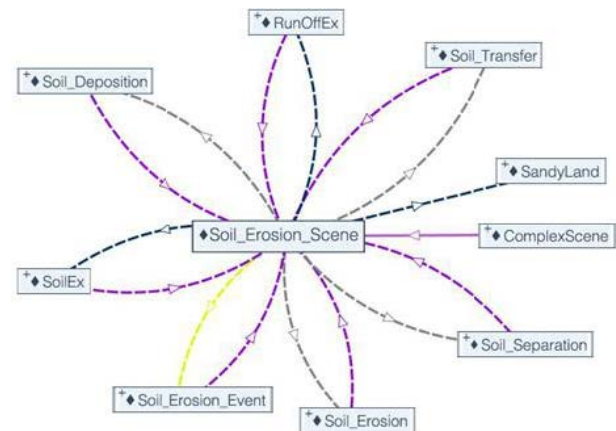 RunOffEx
Soil_Deposition
Soil_Transfer
SandyLand
Soil_Erosion_Scene
ComplexScene
SoilEx
Soil_Separation
Soil_Erosion_Event
Soil_Erosion